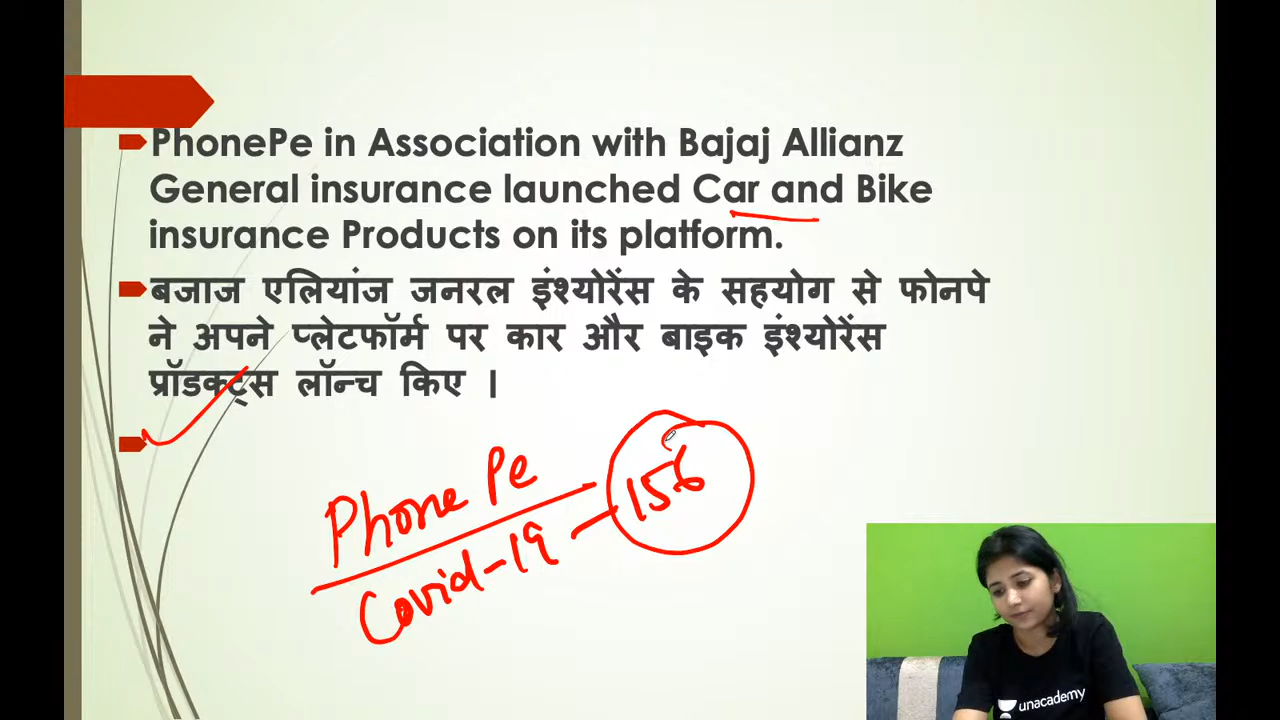 PhonePe in Association with Bajaj Allianz
General insurance launched Car and Bike
insurance Products on its platform.
बजाज एलियांज जनरल इंश्योरेंस के सहयोग से फोनपे
ने अपने प्लेटफॉर्म पर कार और बाइक इंश्योरेंस
प्रॉडक्ट्स लॉन्च किए ।
Phone Pe
Covid-19 - 156
unacademy